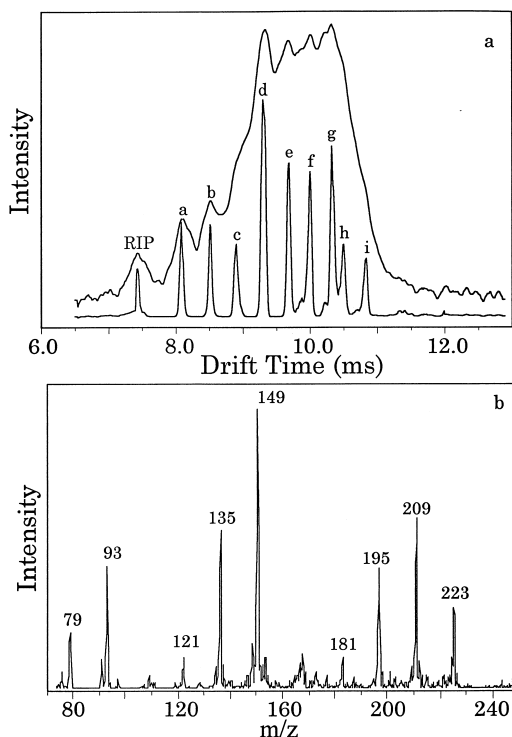 a
Intensity
RIP
a
b
c
d
e
f
g
h
i
6.0 8.0 10.0 12.0
Drift Time (ms)
b
Intensity
79
93
121
135
149
181
195
209
223
80 120 160 200 240
m/z